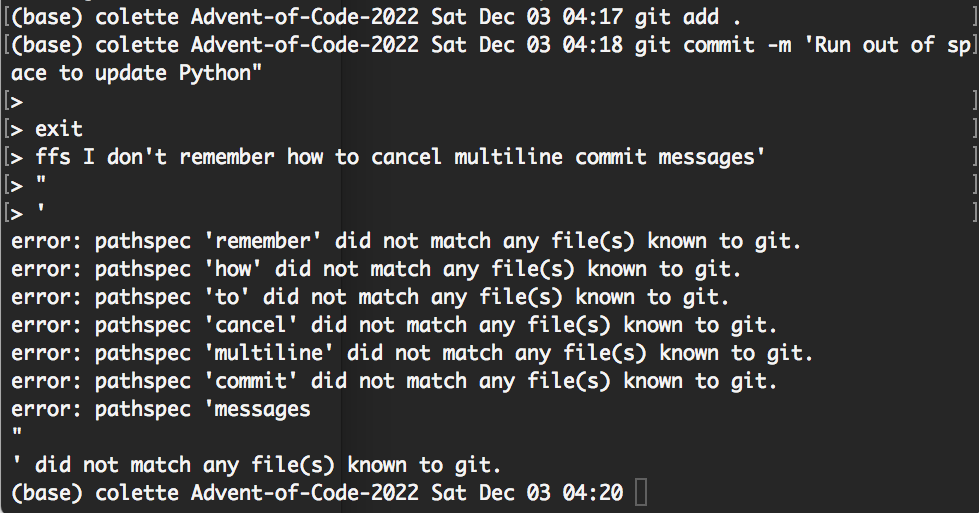 [(base) colette Advent-of-Code-2022 Sat Dec 03 04:17 git add . ]
[(base) colette Advent-of-Code-2022 Sat Dec 03 04:18 git commit -m 'Run out of sp]
ace to update Python"
[> ]
[> exit ]
[> ffs I don't remember how to cancel multiline commit messages' ]
[> " ]
[> ' ]
error: pathspec 'remember' did not match any file(s) known to git.
error: pathspec 'how' did not match any file(s) known to git.
error: pathspec 'to' did not match any file(s) known to git.
error: pathspec 'cancel' did not match any file(s) known to git.
error: pathspec 'multiline' did not match any file(s) known to git.
error: pathspec 'commit' did not match any file(s) known to git.
error: pathspec 'messages
"
' did not match any file(s) known to git.
(base) colette Advent-of-Code-2022 Sat Dec 03 04:20